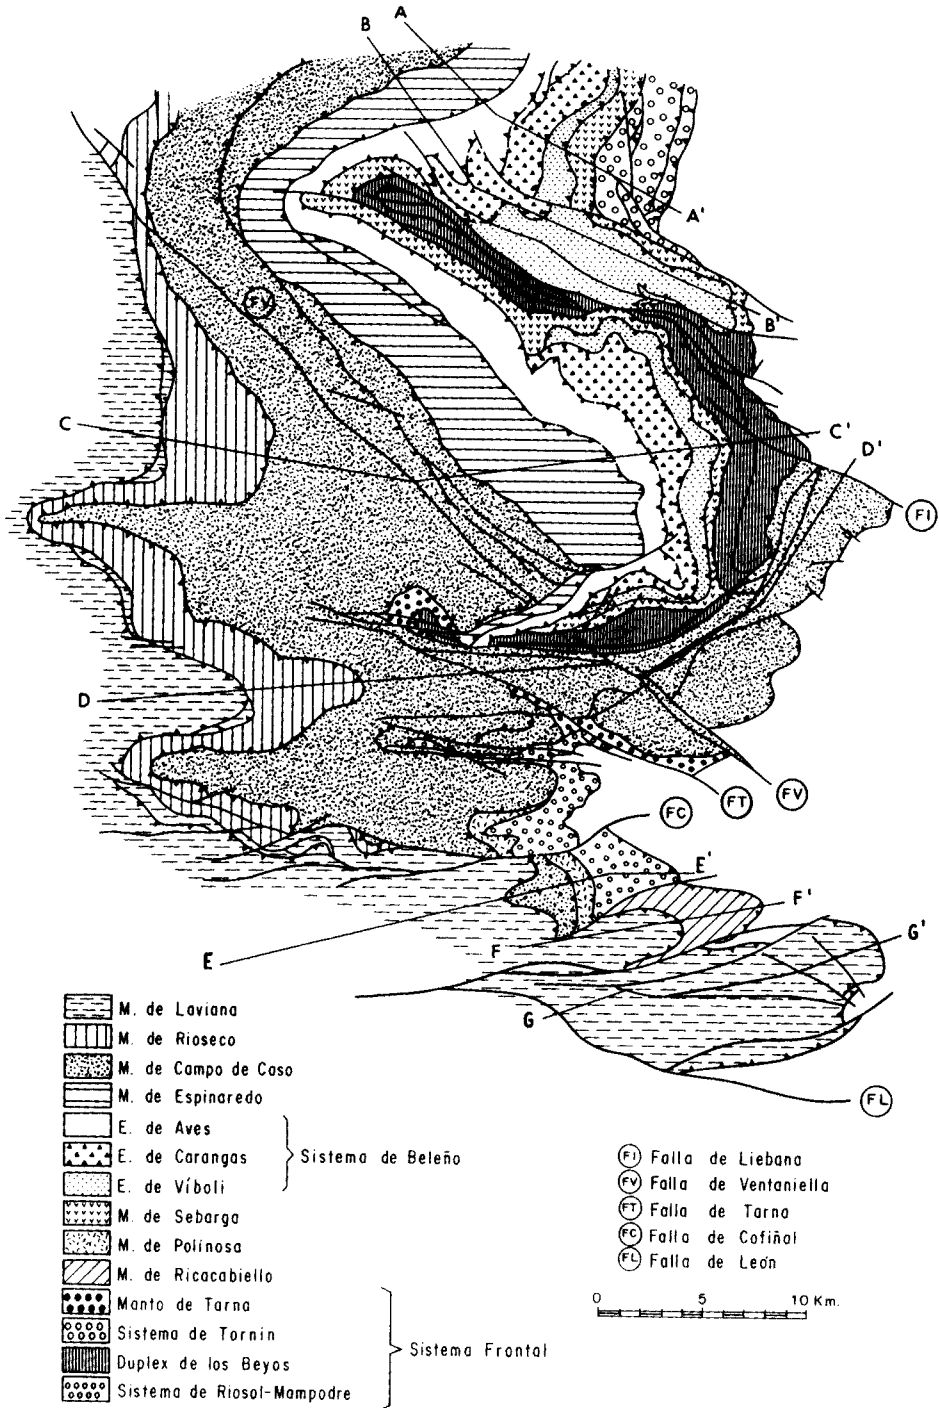 A
B
A'
FV
B'
C
C'
D'
FI
D
FV
FT
FC
E'
F'
E
F
G'
G
FL
M. de Laviana
M. de Rioseco
M. de Campo de Caso
M. de Espinaredo
E. de Aves
E. de Carangas
Sistema de Beleño
E. de Víboli
M. de Sebarga
M. de Polinosa
M. de Ricacabiello
Manto de Tarna
Sistema de Tornin
Duplex de los Beyos
Sistema Frontal
Sistema de Riosol-Mampodre
FI Falla de Liebana
FV Falla de Ventaniella
FT Falla de Tarna
FC Falla de Cofiñal
FL Falla de León
0 5 10 Km.